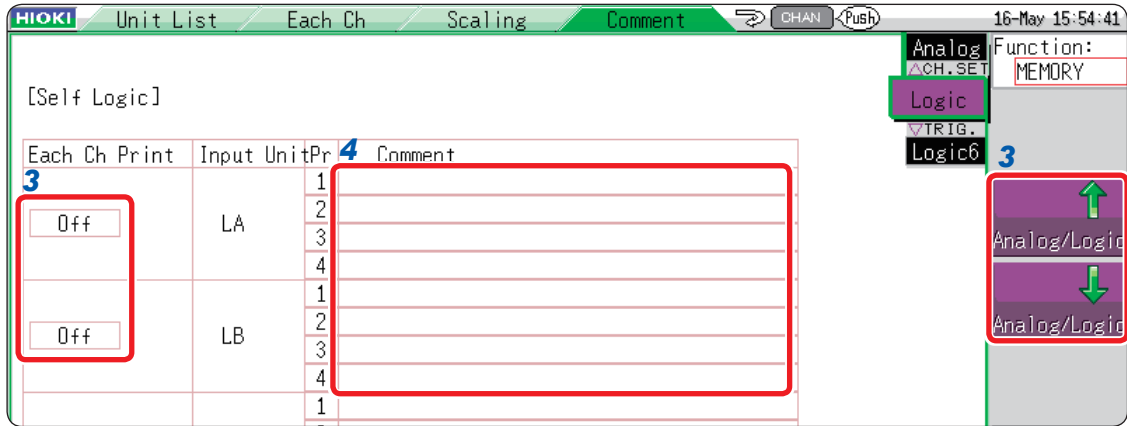 HIOKI Unit List Each Ch Scaling Comment CHAN Push 16-May 15:54:41
Analog Function:
△CH.SET MEMORY
[Self Logic] Logic
▽TRIG.
Each Ch Print Input Unit Pr 4 Comment Logic6 3
3 1
2
Off LA
3 Analog/Logic
4
1
2 Analog/Logic
Off LB
3
4
1